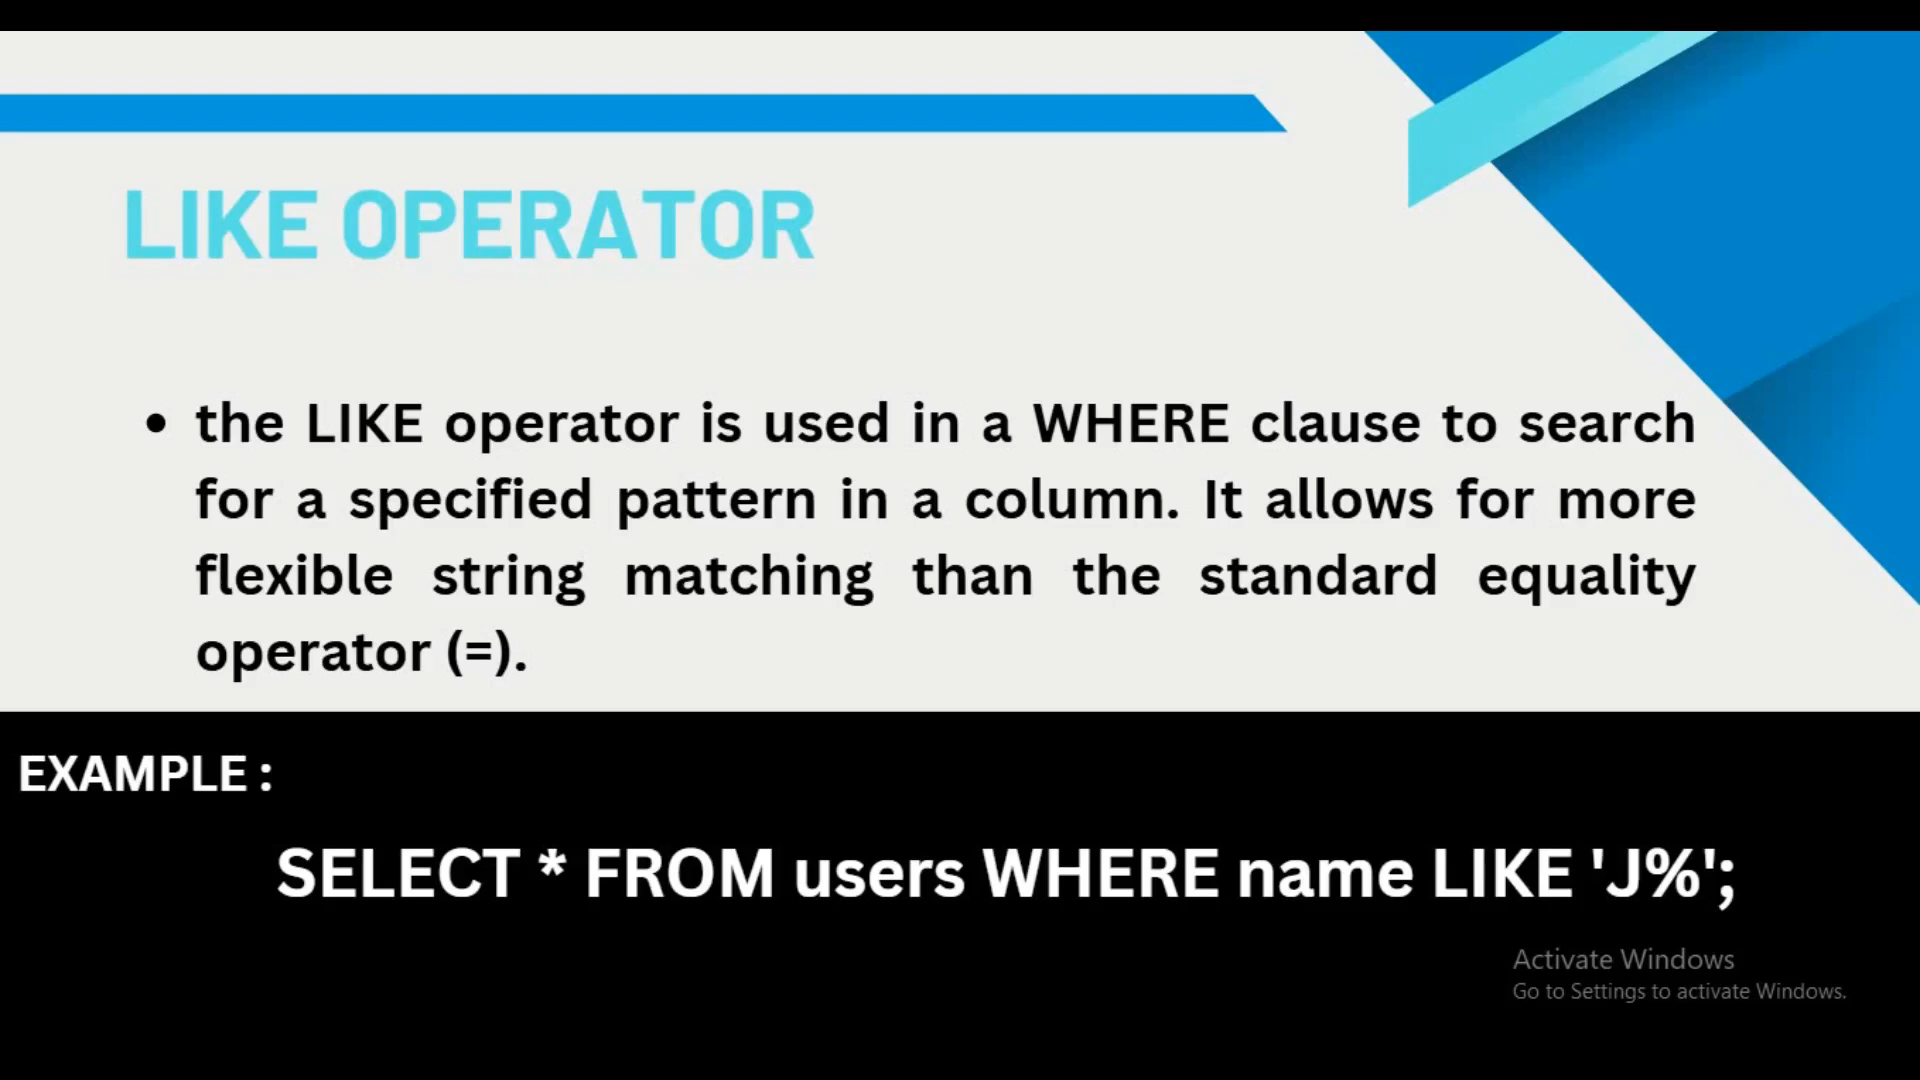 LIKE OPERATOR
• the LIKE operator is used in a WHERE clause to search
for a specified pattern in a column. It allows for more
flexible string matching than the standard equality
operator (=).
EXAMPLE :
SELECT * FROM users WHERE name LIKE 'J%';
Activate Windows
Go to Settings to activate Windows.